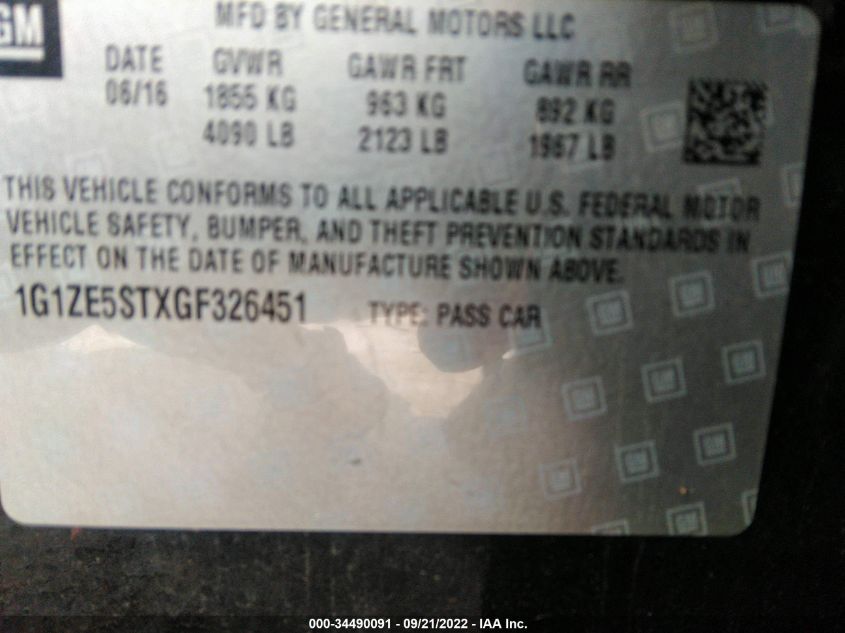 GM
MFD BY GENERAL MOTORS LLC
DATE GVWR GAWR FRT GAWR RR
06/16 1855 KG 963 KG 892 KG
4090 LB 2123 LB 1967 LB
THIS VEHICLE CONFORMS TO ALL APPLICABLE U.S. FEDERAL MOTOR
VEHICLE SAFETY, BUMPER, AND THEFT PREVENTION STANDARDS IN
EFFECT ON THE DATE OF MANUFACTURE SHOWN ABOVE.
1G1ZE5STXGF326451 TYPE: PASS CAR
000-34490091 - 09/21/2022 - IAA Inc.